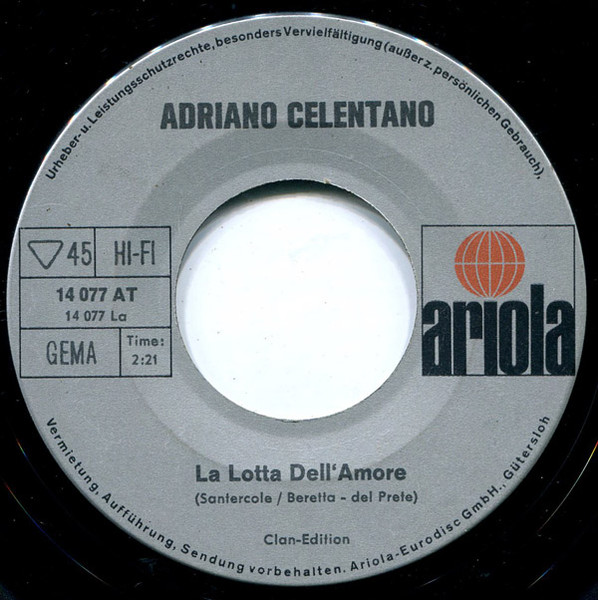 Urheber- u. Leistungsschutzrechte, besonders Vervielfältigung (außer z. persönlichen Gebrauch),
ADRIANO CELENTANO
45 HI-FI
14 077 AT
14 077 La
GEMA
Time:
2:21
ariola
La Lotta Dell'Amore
(Santercole / Beretta - del Prete)
Clan-Edition
Vermietung, Aufführung, Sendung vorbehalten. Ariola-Eurodisc GmbH., Gütersloh